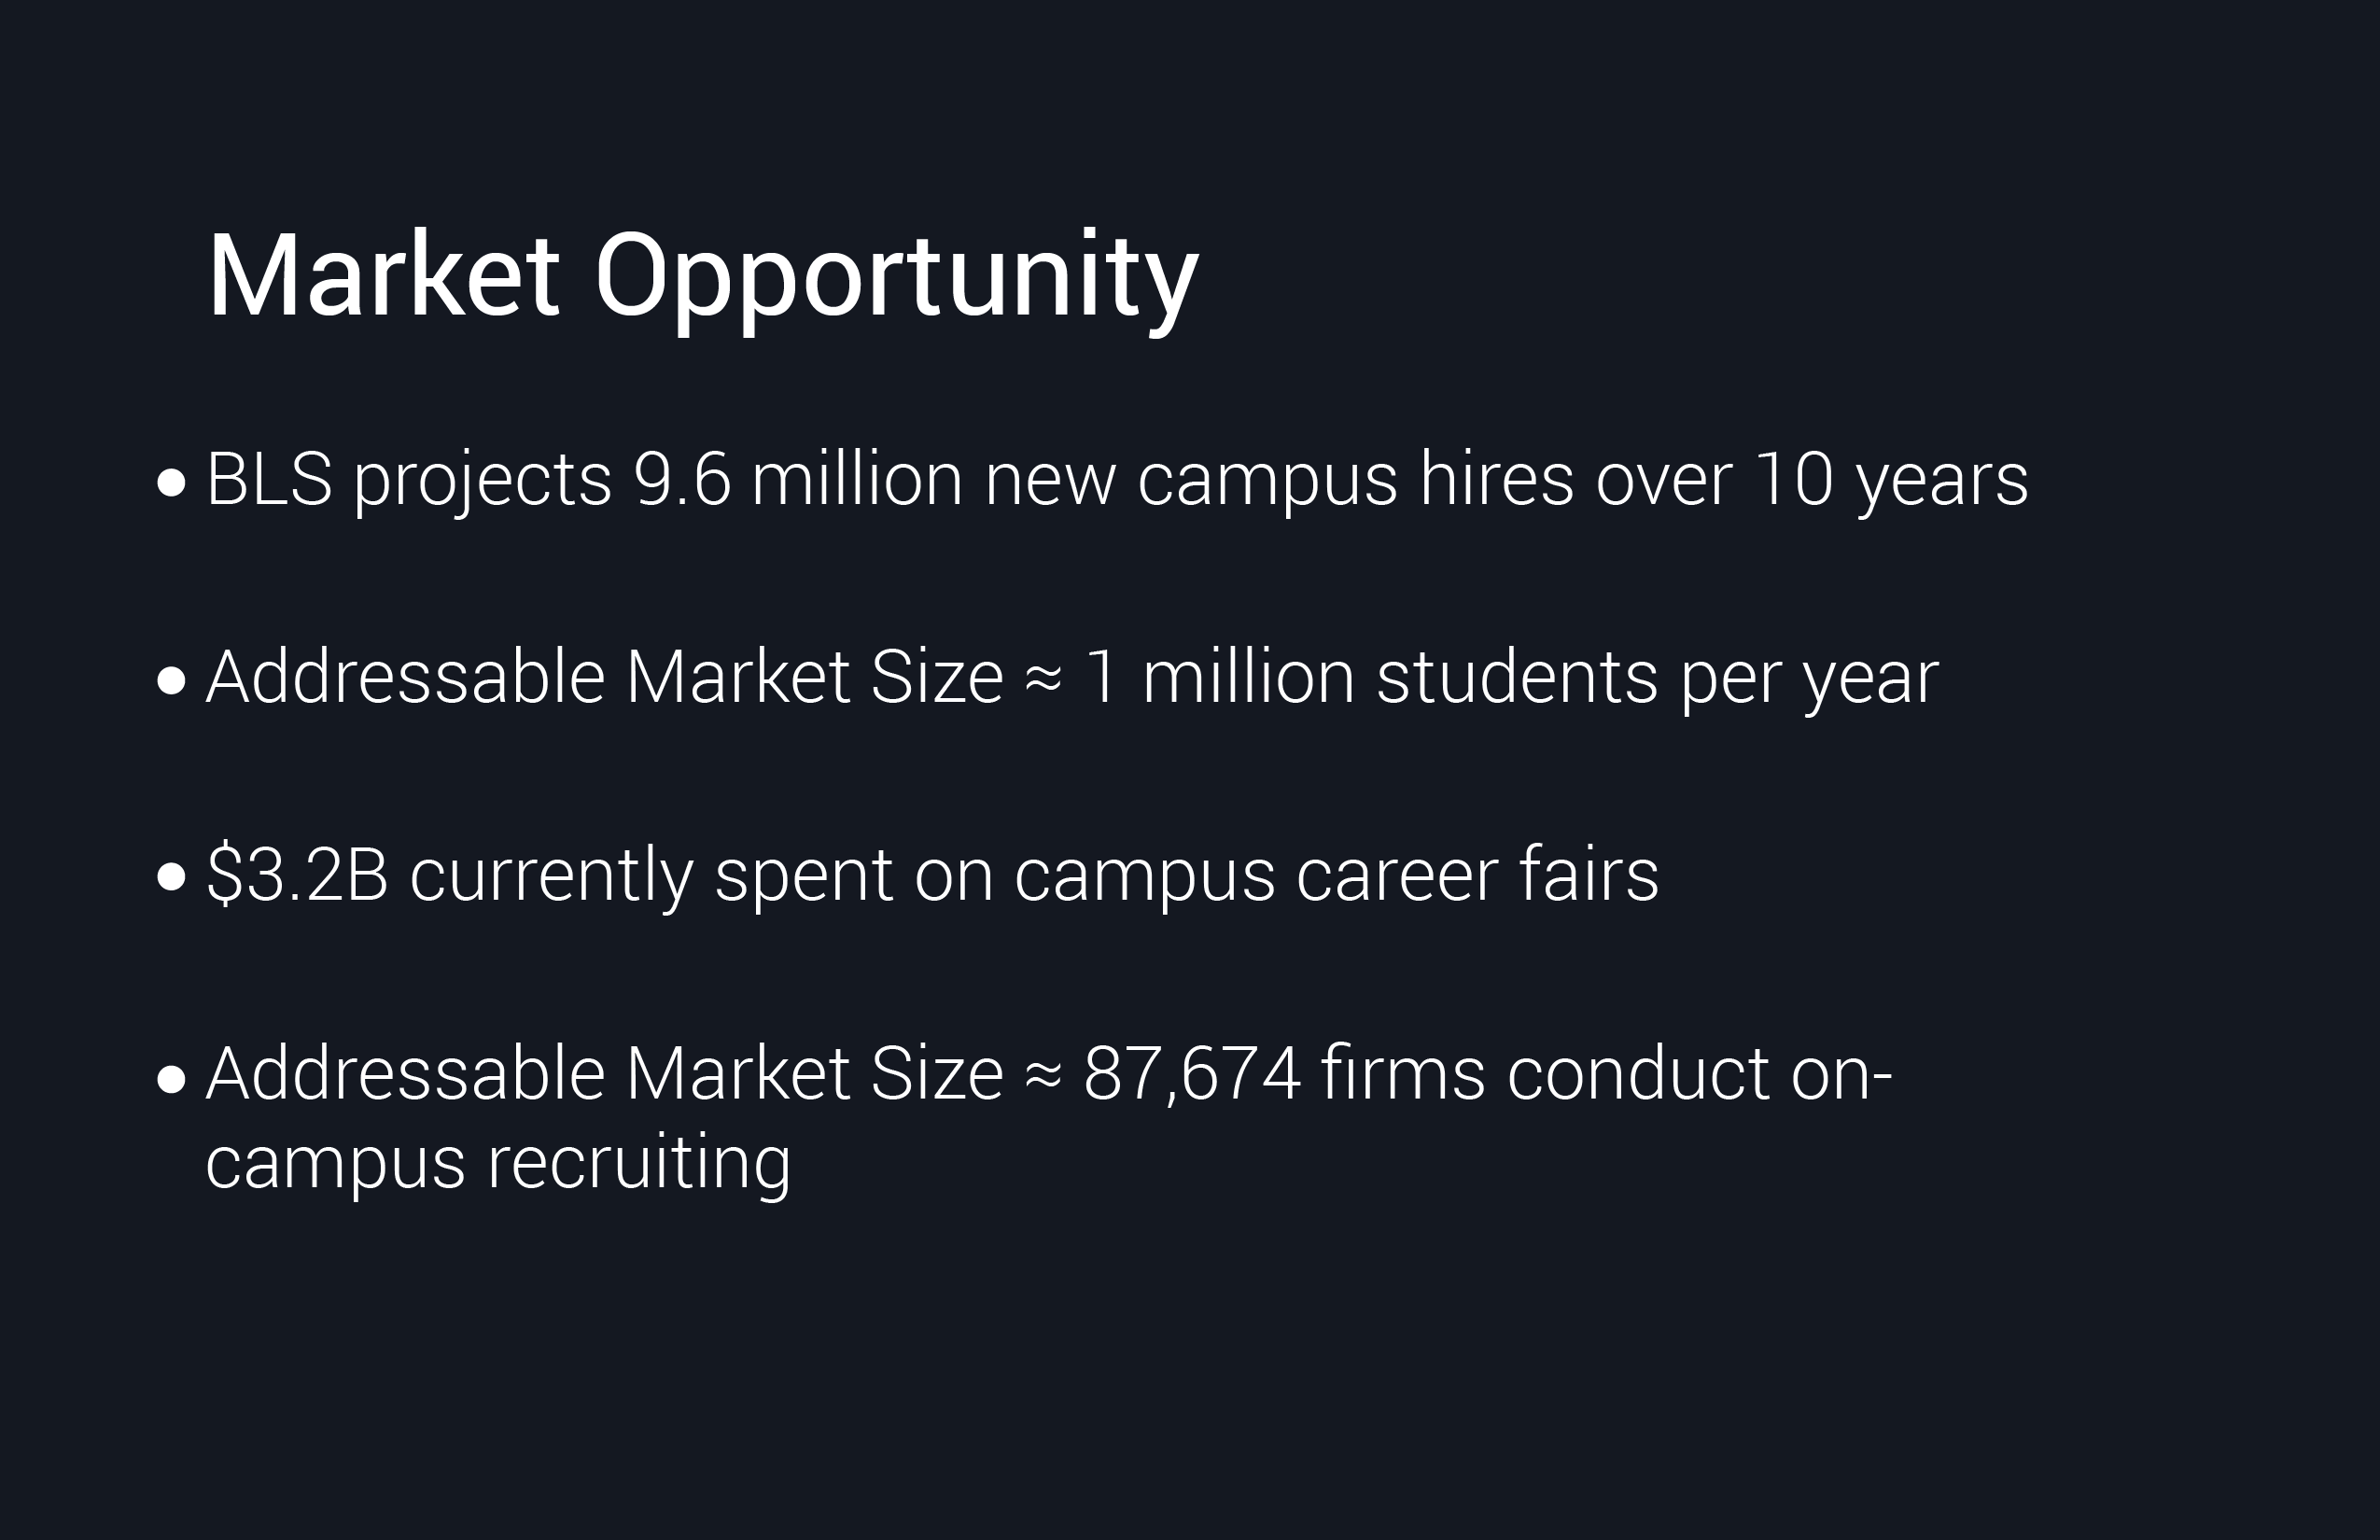 Market Opportunity
• BLS projects 9.6 million new campus hires over 10 years
• Addressable Market Size ≈ 1 million students per year
• $3.2B currently spent on campus career fairs
• Addressable Market Size ≈ 87,674 firms conduct on-
campus recruiting